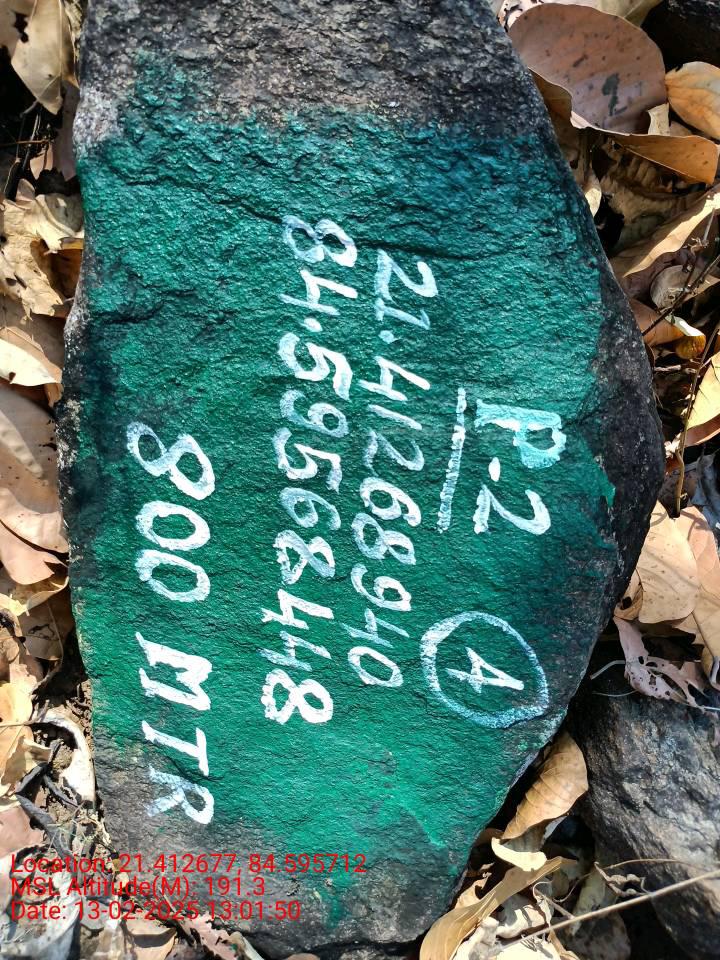 P-2 A
21.41268940
84.59568448
800 MTR
Location: 21.412677, 84.595712
MSL Altitude(M): 191.3
Date: 13-02-2025 13:01:50